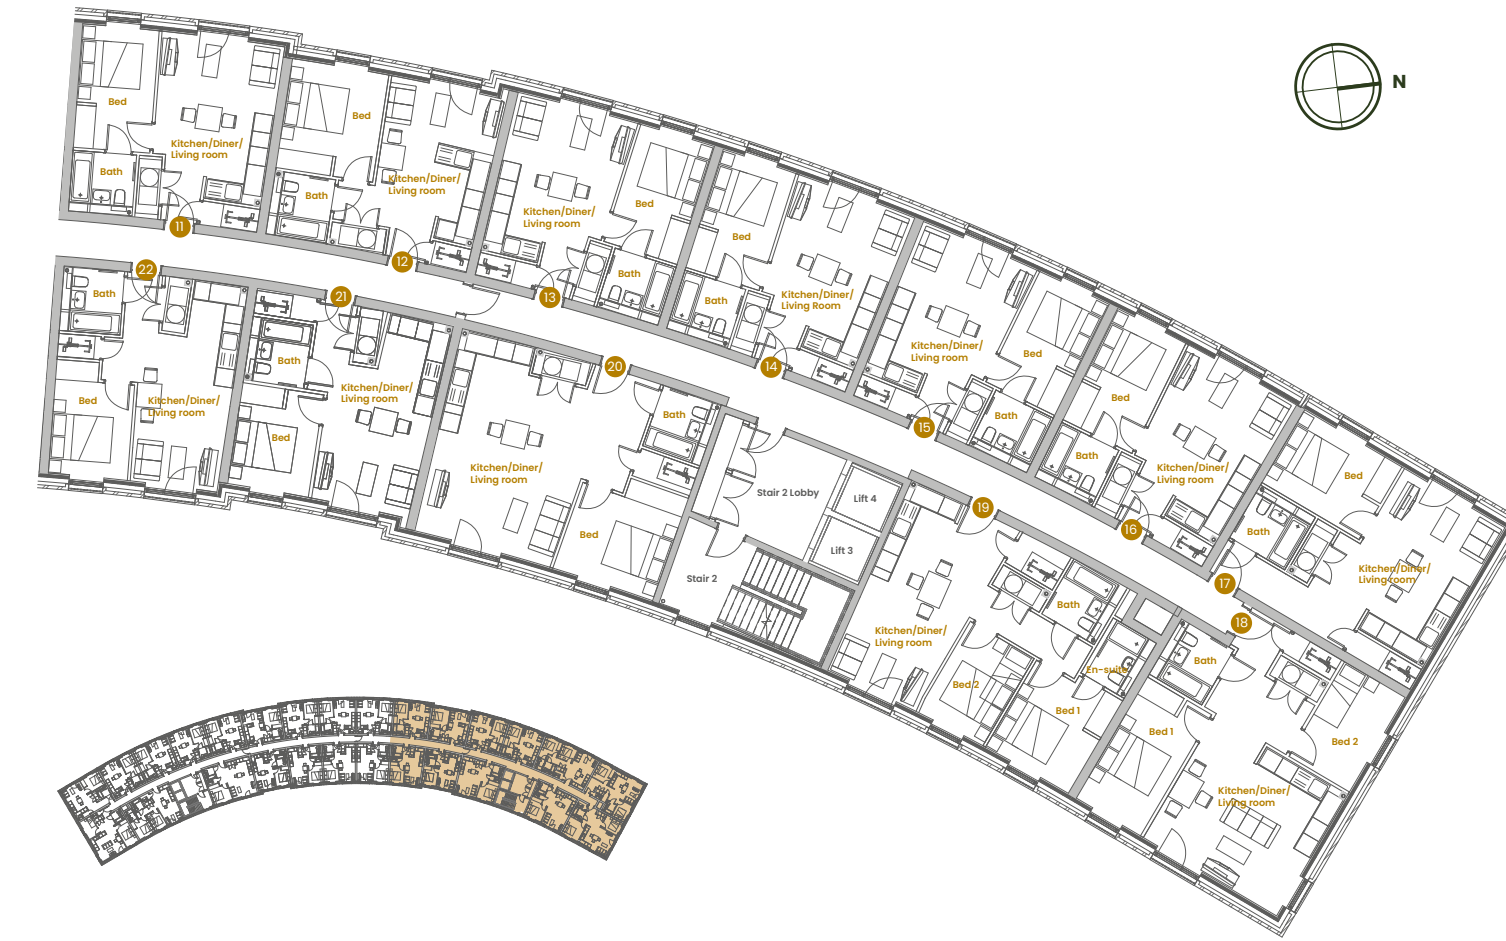 N
Bed
Kitchen/Diner/
Living room
Bath
11
Bed
Kitchen/Diner/
Living room
Bath
12
Kitchen/Diner/
Living room
Bed
Bath
13
Bed
Kitchen/Diner/
Living Room
Bath
14
Kitchen/Diner/
Living room
Bed
Bath
15
Bed
Kitchen/Diner/
Living room
Bath
16
Bed
Bath
Kitchen/Diner/
Living room
17
22
Bath
Bed
Kitchen/Diner/
Living room
21
Bath
Kitchen/Diner/
Living room
Bed
20
Bath
Kitchen/Diner/
Living room
Bed
Stair 2 Lobby
Lift 4
Lift 3
Stair 2
19
Bath
Kitchen/Diner/
Living room
En-suite
Bed 2
Bed 1
18
Bath
Bed 1
Bed 2
Kitchen/Diner/
Living room